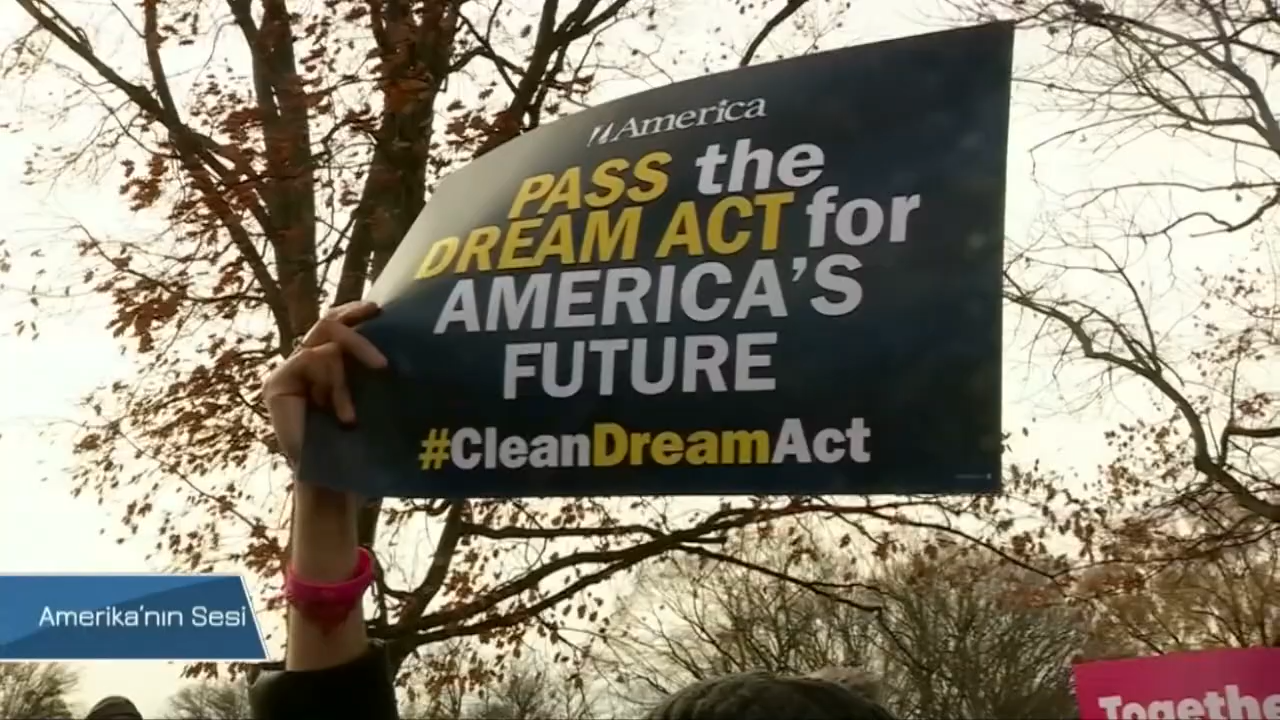 America
PASS the
DREAM ACT for
AMERICA'S
FUTURE
#CleanDreamAct
Amerika'nın Sesi